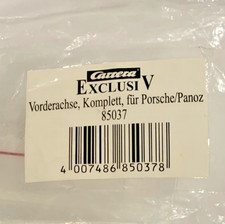 Carrera
EXCLUSIV
Vorderachse, Komplett, für Porsche/Panoz
85037
4 007486 850378